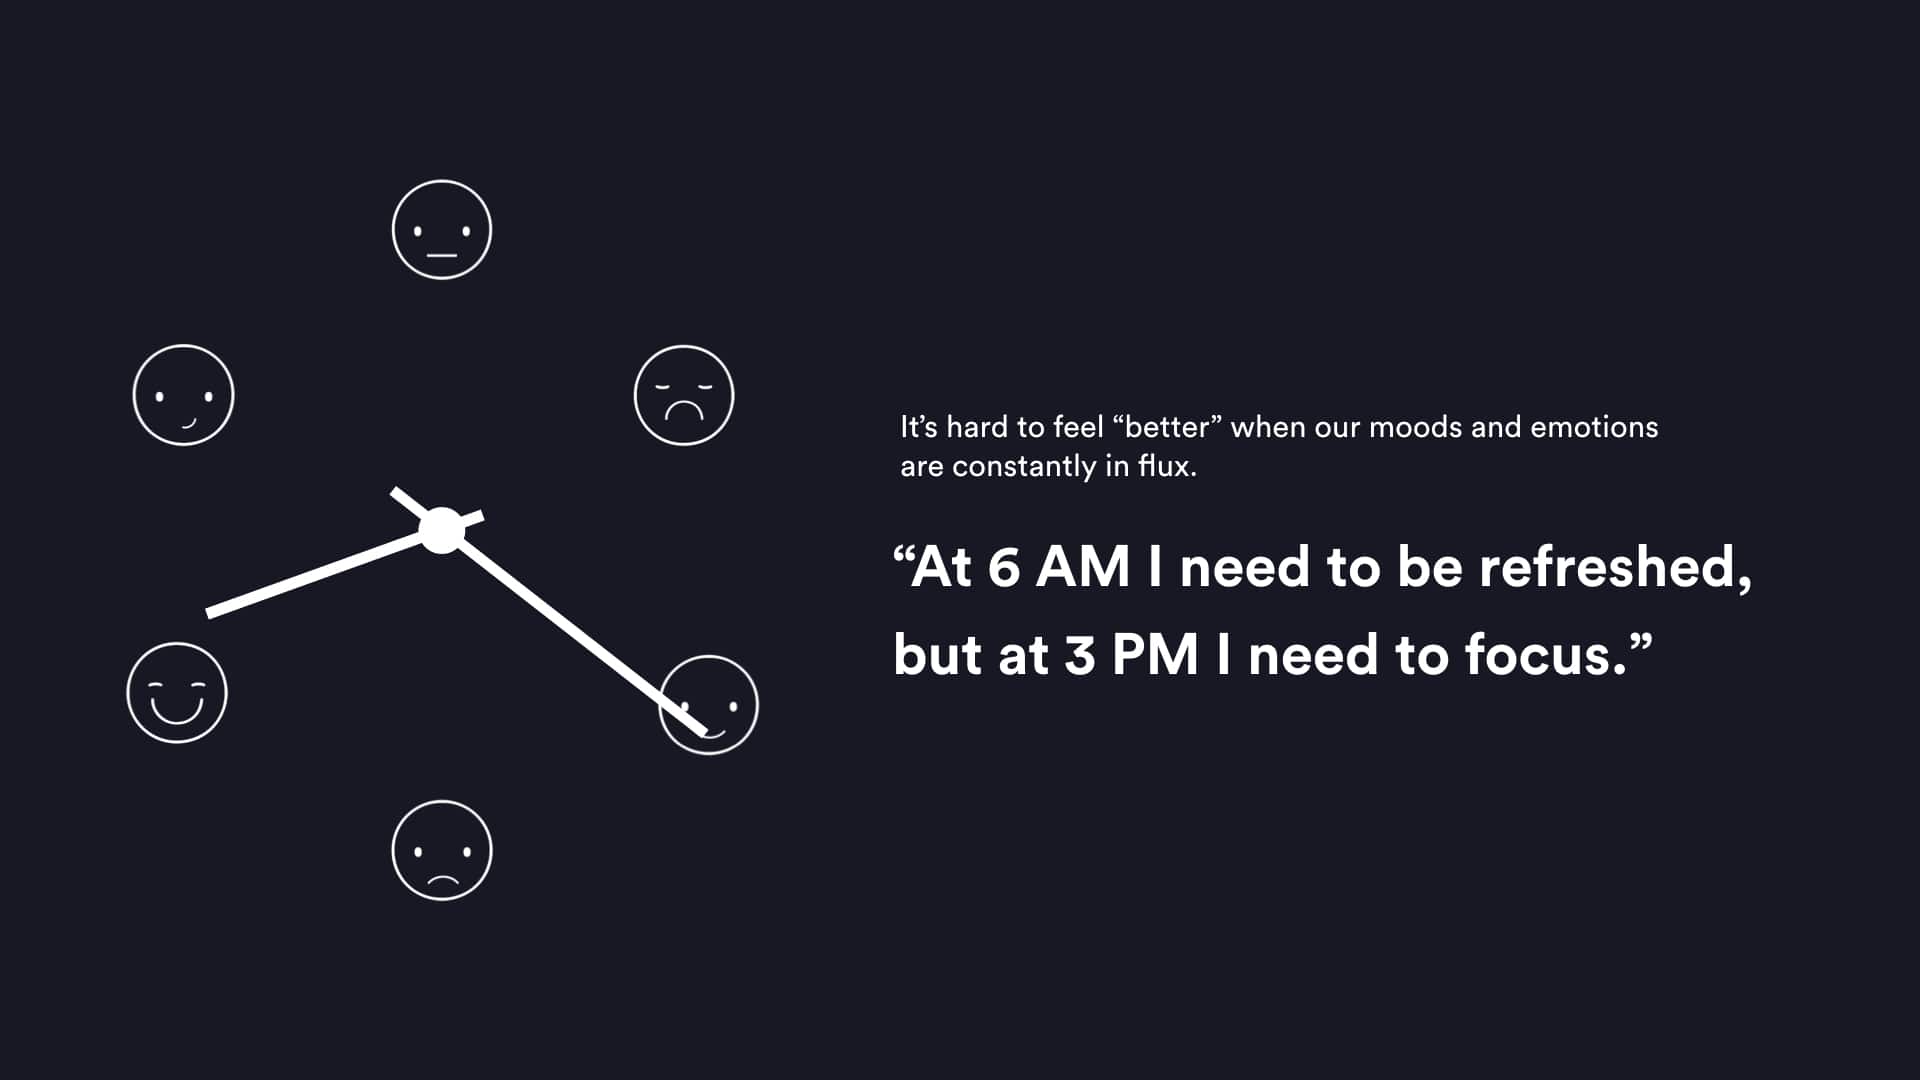 It’s hard to feel “better” when our moods and emotions
are constantly in flux.
“At 6 AM I need to be refreshed,
but at 3 PM I need to focus.”